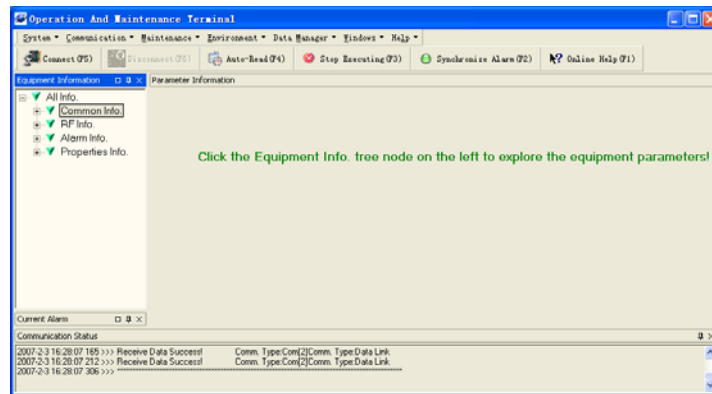 Operation And Maintenance Terminal
System Communication Maintenance Environment Data Manager Windows Help
Connect(F5) Disconnect(F6) Auto-Read(F4) Stop Executing(F3) Synchronize Alarm(F2) Online Help(F1)
Equipment Information Parameter Information
All Info.
Common Info.
RF Info.
Alarm Info.
Properties Info.
Click the Equipment Info. tree node on the left to explore the equipment parameters!
Current Alarm
Communication Status
2007-2-3 16:28:07 165 >>> Receive Data Success! Comm. Type:Com[2]Comm. Type:Data Link
2007-2-3 16:28:07 212 >>> Receive Data Success! Comm. Type:Com[2]Comm. Type:Data Link
2007-2-3 16:28:07 306 >>>